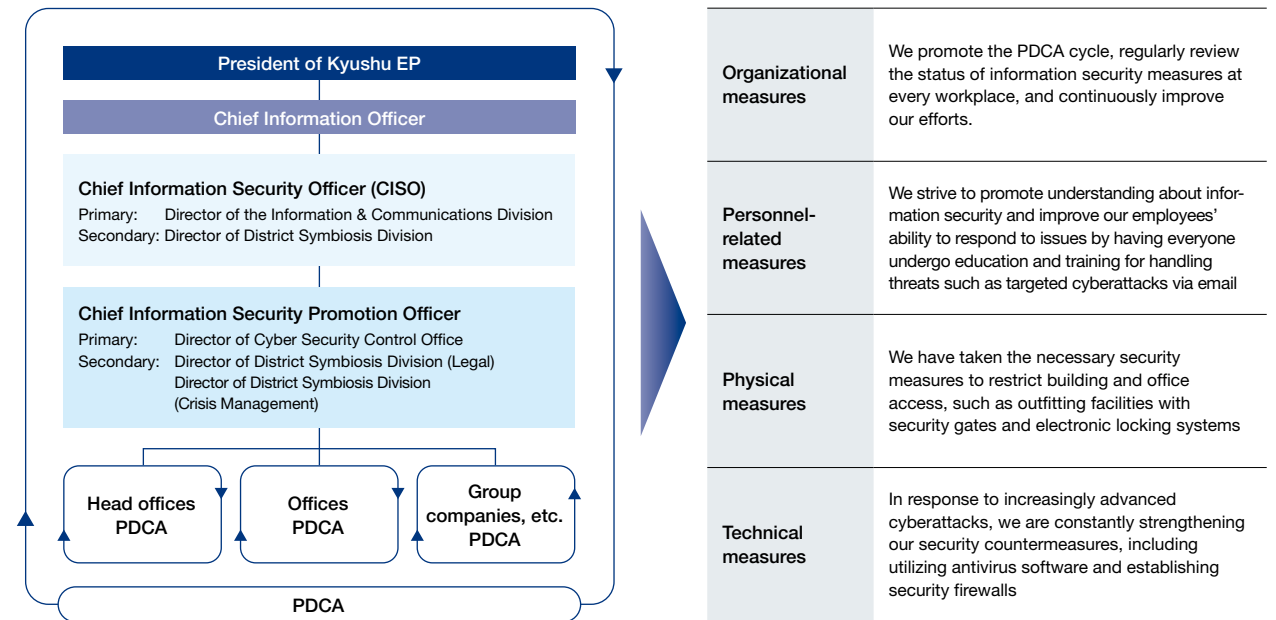 President of Kyushu EP
Chief Information Officer
Chief Information Security Officer (CISO)
Primary: Director of the Information & Communications Division
Secondary: Director of District Symbiosis Division
Chief Information Security Promotion Officer
Primary: Director of Cyber Security Control Office
Secondary: Director of District Symbiosis Division (Legal)
Director of District Symbiosis Division
(Crisis Management)
Head offices
PDCA
Offices
PDCA
Group
companies, etc.
PDCA
PDCA
Organizational
measures
We promote the PDCA cycle, regularly review
the status of information security measures at
every workplace, and continuously improve
our efforts.
Personnel-
related
measures
We strive to promote understanding about infor-
mation security and improve our employees’
ability to respond to issues by having everyone
undergo education and training for handling
threats such as targeted cyberattacks via email
Physical
measures
We have taken the necessary security
measures to restrict building and office
access, such as outfitting facilities with
security gates and electronic locking systems
Technical
measures
In response to increasingly advanced
cyberattacks, we are constantly strengthening
our security countermeasures, including
utilizing antivirus software and establishing
security firewalls